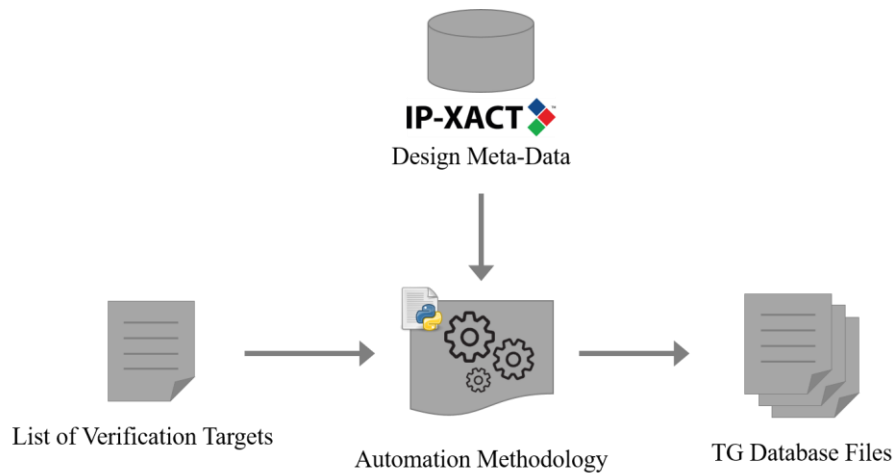 IP-XACT
Design Meta-Data
List of Verification Targets
Automation Methodology
TG Database Files